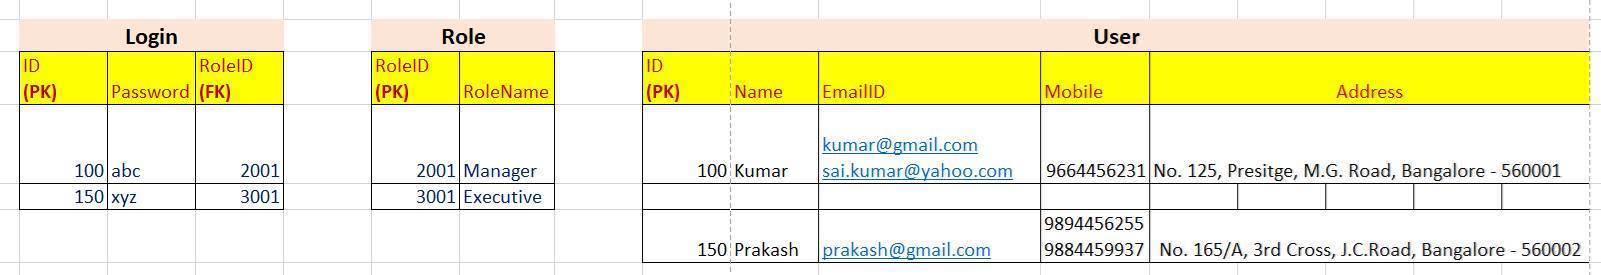 Login Role User
ID RoleID RoleID ID
(PK) Password (FK) (PK) RoleName (PK) Name EmailID Mobile Address
kumar@gmail.com
100 abc 2001 2001 Manager 100 Kumar sai.kumar@yahoo.com 9664456231 No. 125, Presitge, M.G. Road, Bangalore - 560001
150 xyz 3001 3001 Executive
9894456255
150 Prakash prakash@gmail.com 9884459937 No. 165/A, 3rd Cross, J.C.Road, Bangalore - 560002